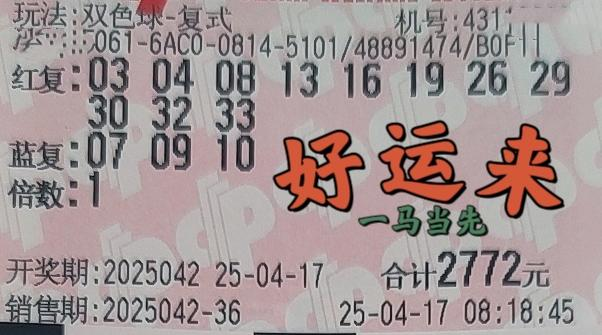 玩法:双色球-复式 机号:4311
5061-6AC0-0814-5101/48891474/B0F
红复:03 04 08 13 16 19 26 29
30 32 33
蓝复:07 09 10
倍数:1
好运来
一马当先
开奖期:2025042 25-04-17 合计2772元
销售期:2025042-36 25-04-17 08:18:45